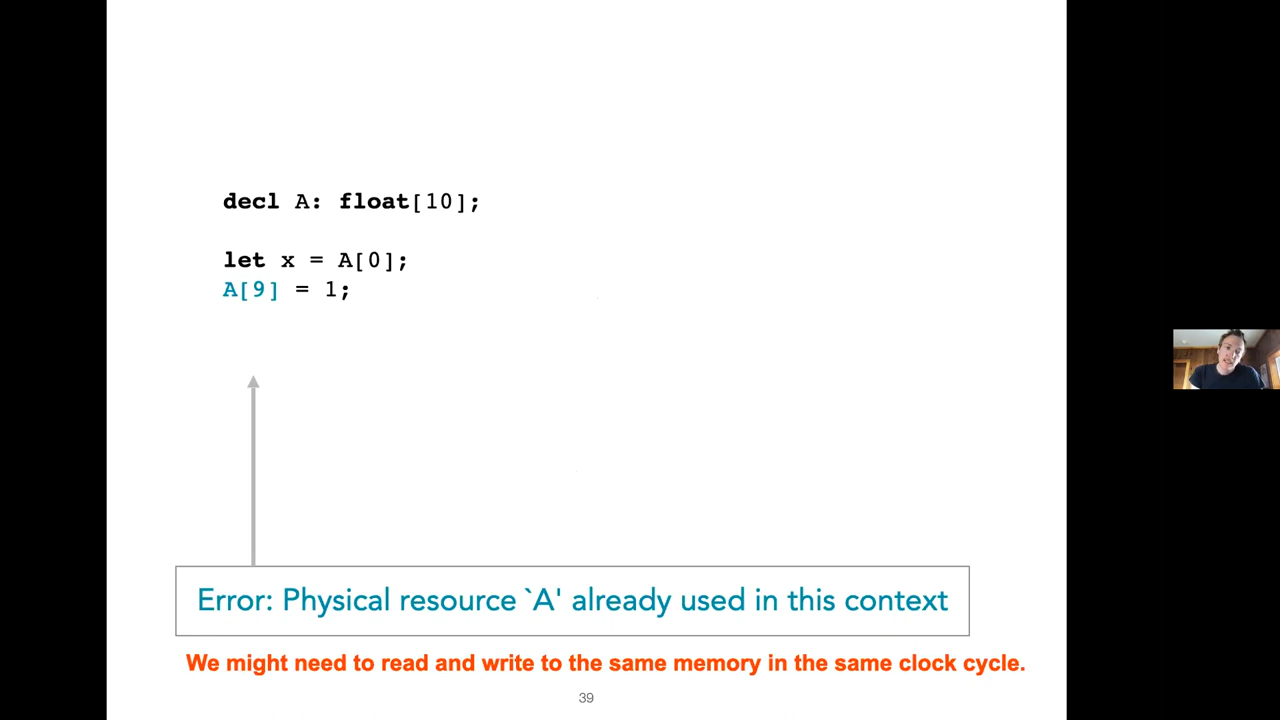 decl A: float[10];
let x = A[0];
A[9] = 1;
Error: Physical resource `A' already used in this context
We might need to read and write to the same memory in the same clock cycle.
39